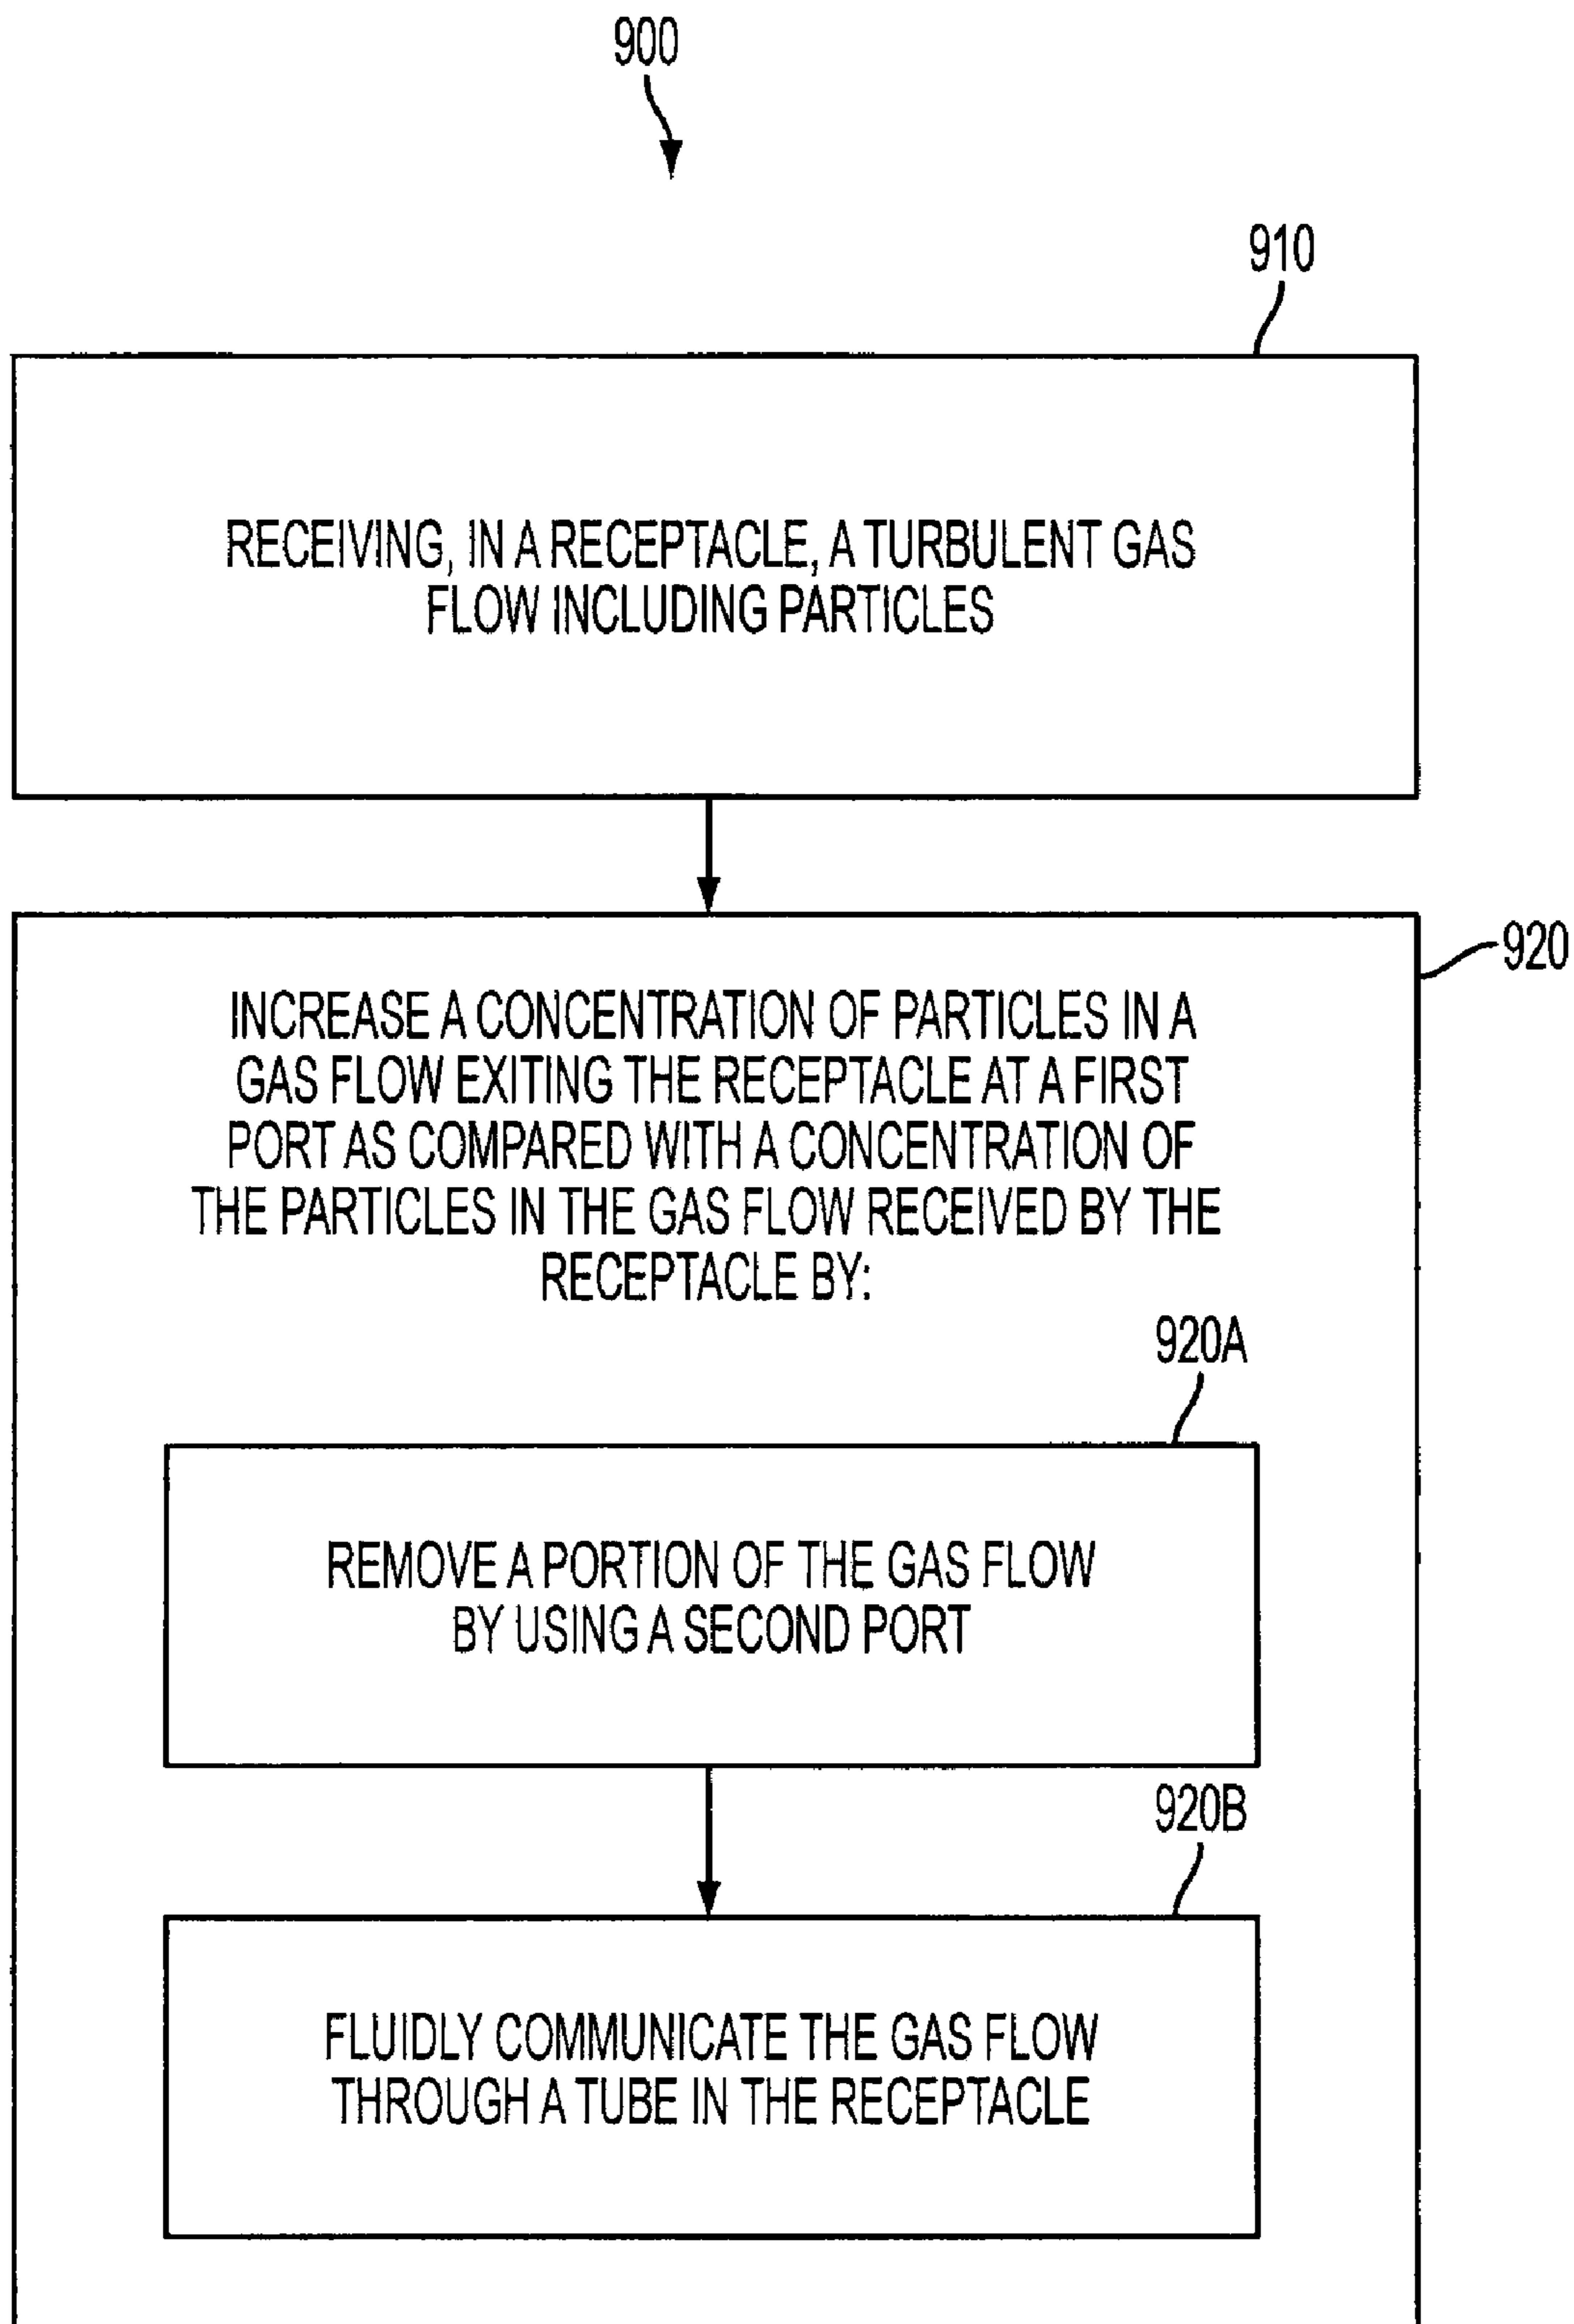 900
910
RECEIVING, IN A RECEPTACLE, A TURBULENT GAS
FLOW INCLUDING PARTICLES
920
INCREASE A CONCENTRATION OF PARTICLES IN A
GAS FLOW EXITING THE RECEPTACLE AT A FIRST
PORT AS COMPARED WITH A CONCENTRATION OF
THE PARTICLES IN THE GAS FLOW RECEIVED BY THE
RECEPTACLE BY:
920A
REMOVE A PORTION OF THE GAS FLOW
BY USING A SECOND PORT
920B
FLUIDLY COMMUNICATE THE GAS FLOW
THROUGH A TUBE IN THE RECEPTACLE